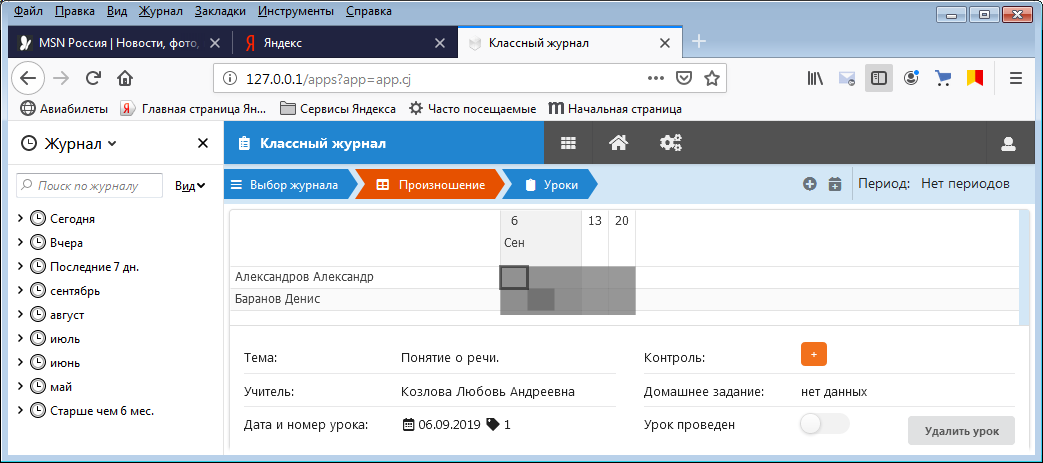 Файл Правка Вид Журнал Закладки Инструменты Справка
MSN Россия | Новости, фото, Яндекс Классный журнал
127.0.0.1/apps?app=app.cj
Авиабилеты Главная страница Ян... Сервисы Яндекса Часто посещаемые Начальная страница
Журнал Классный журнал
Поиск по журналу Вид Выбор журнала Произношение Уроки Период: Нет периодов
Сегодня
Вчера
Последние 7 дн.
сентябрь
август
июль
июнь
май
Старше чем 6 мес.
6 13 20
Сен
Александров Александр
Баранов Денис
Тема: Понятие о речи. Контроль: +
Учитель: Козлова Любовь Андреевна Домашнее задание: нет данных
Дата и номер урока: 06.09.2019 1 Урок проведен Удалить урок